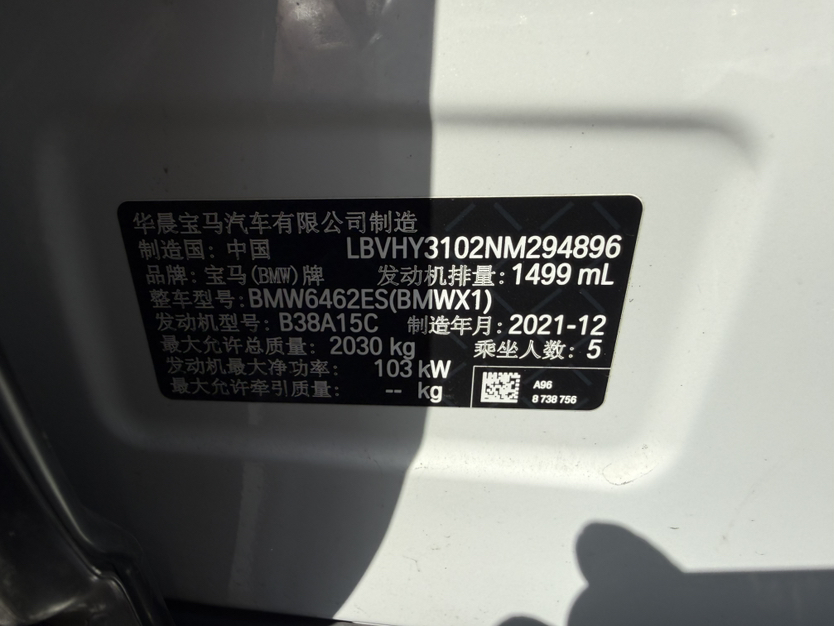 华晨宝马汽车有限公司制造
制造国: 中国 LBVHY3102NM294896
品牌: 宝马(BMW)牌 发动机排量: 1499 mL
整车型号: BMW6462ES(BMWX1)
发动机型号: B38A15C 制造年月: 2021-12
最大允许总质量: 2030 kg 乘坐人数: 5
发动机最大净功率: 103 kW
最大允许牵引质量: -- kg
A96
8 738 756